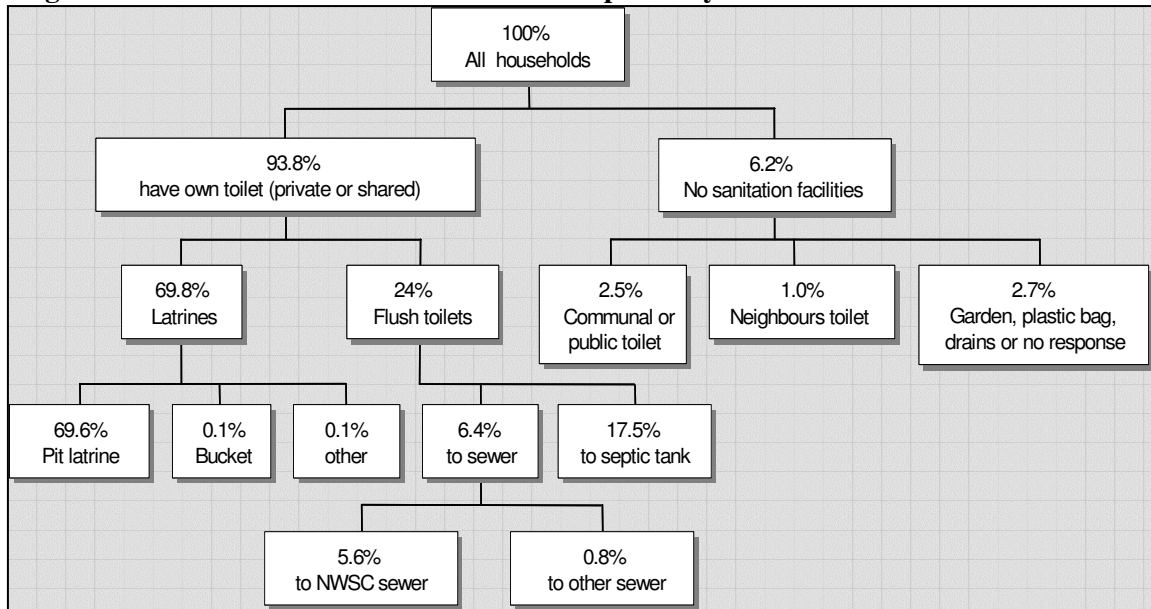 100%
All households
93.8%
have own toilet (private or shared)
6.2%
No sanitation facilities
69.8%
Latrines
24%
Flush toilets
2.5%
Communal or
public toilet
1.0%
Neighbours toilet
2.7%
Garden, plastic bag,
drains or no response
69.6%
Pit latrine
0.1%
Bucket
0.1%
other
6.4%
to sewer
17.5%
to septic tank
5.6%
to NWSC sewer
0.8%
to other sewer